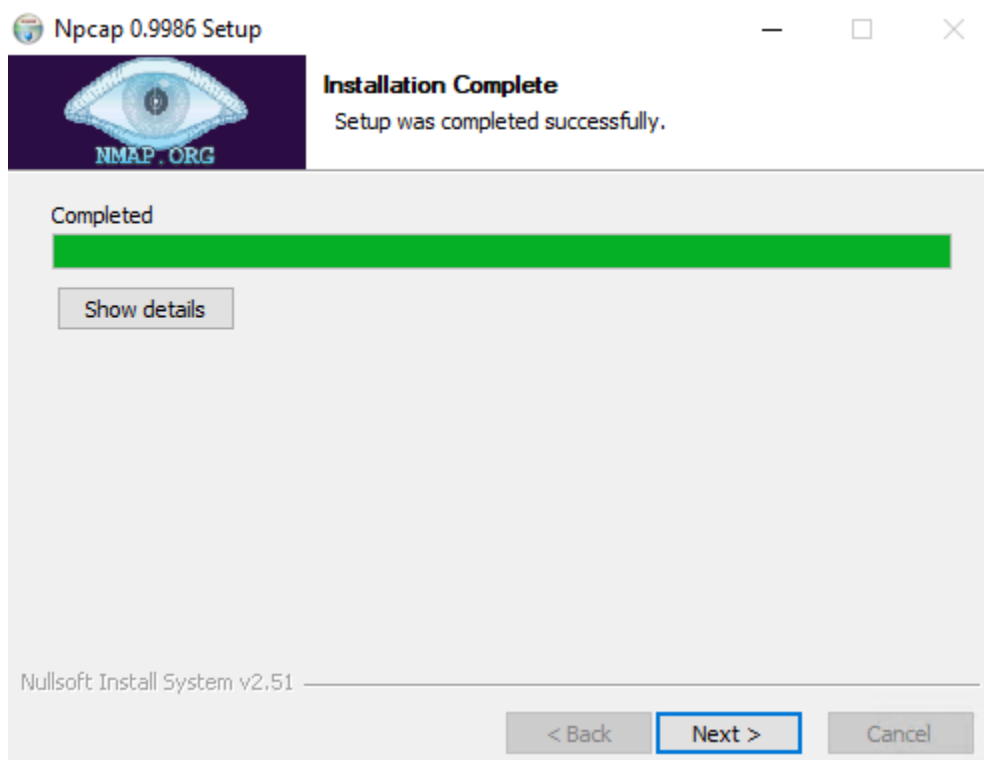 Npcap 0.9986 Setup
NMAP.ORG
Installation Complete
Setup was completed successfully.
Completed
Show details
Nullsoft Install System v2.51
< Back Next > Cancel